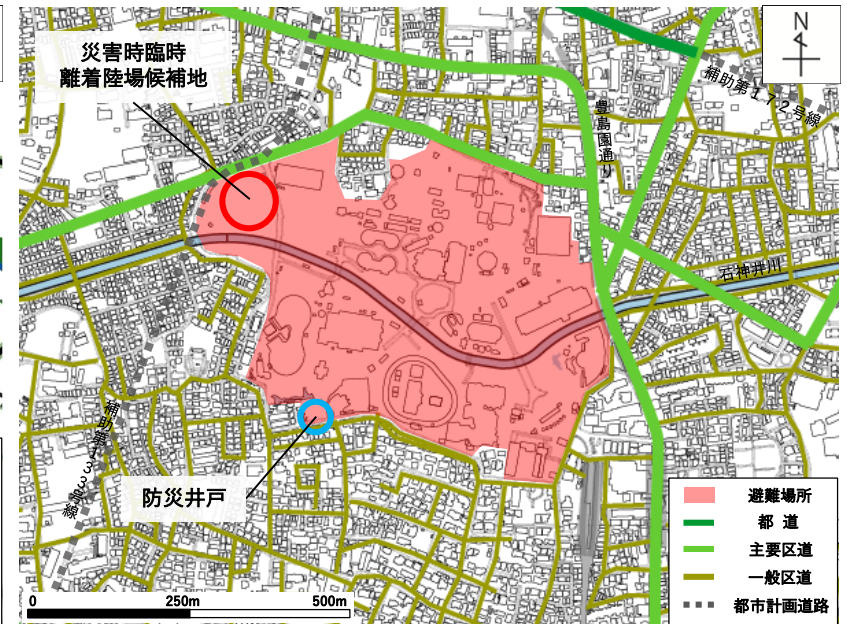 災害時臨時
離着陸場候補地
N
補助第172号線
豊島園通り
石神井川
補助第133号線
防災井戸
避難場所
都 道
主要区道
一般区道
都市計画道路
0 250m 500m